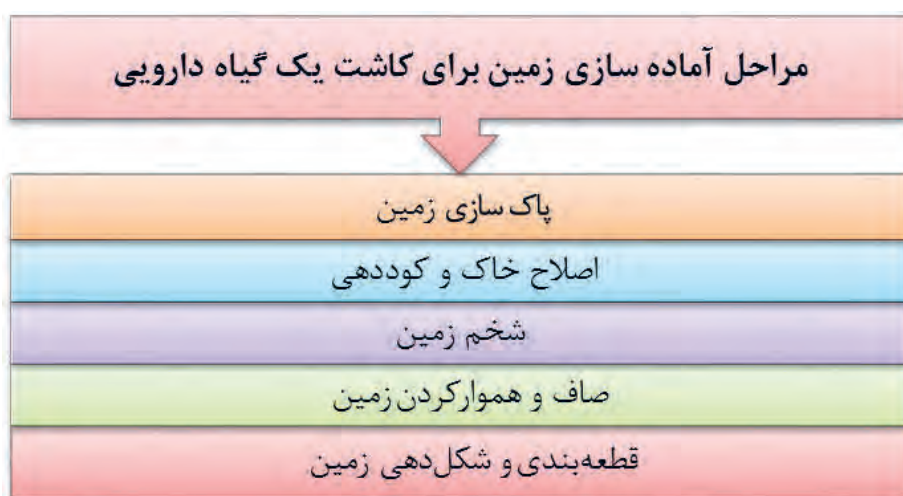 مراحل آماده سازی زمین برای کاشت یک گیاه دارویی
پاک سازی زمین
اصلاح خاک و کوددهی
شخم زمین
صاف و هموارکردن زمین
قطعه‌بندی و شکل‌دهی زمین